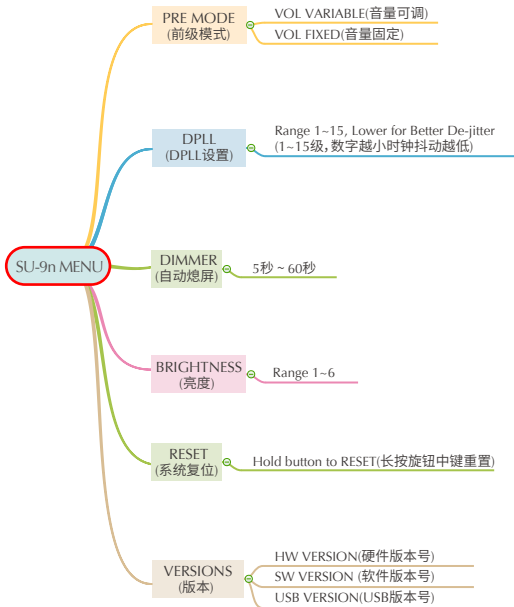 SU-9n MENU
PRE MODE
(前级模式)
VOL VARIABLE(音量可调)
VOL FIXED(音量固定)
DPLL
(DPLL设置)
Range 1~15, Lower for Better De-jitter
(1~15级,数字越小时钟抖动越低)
DIMMER
(自动熄屏)
5秒 ~ 60秒
BRIGHTNESS
(亮度)
Range 1~6
RESET
(系统复位)
Hold button to RESET(长按旋钮中键重置)
VERSIONS
(版本)
HW VERSION(硬件版本号)
SW VERSION (软件版本号)
USB VERSION(USB版本号)